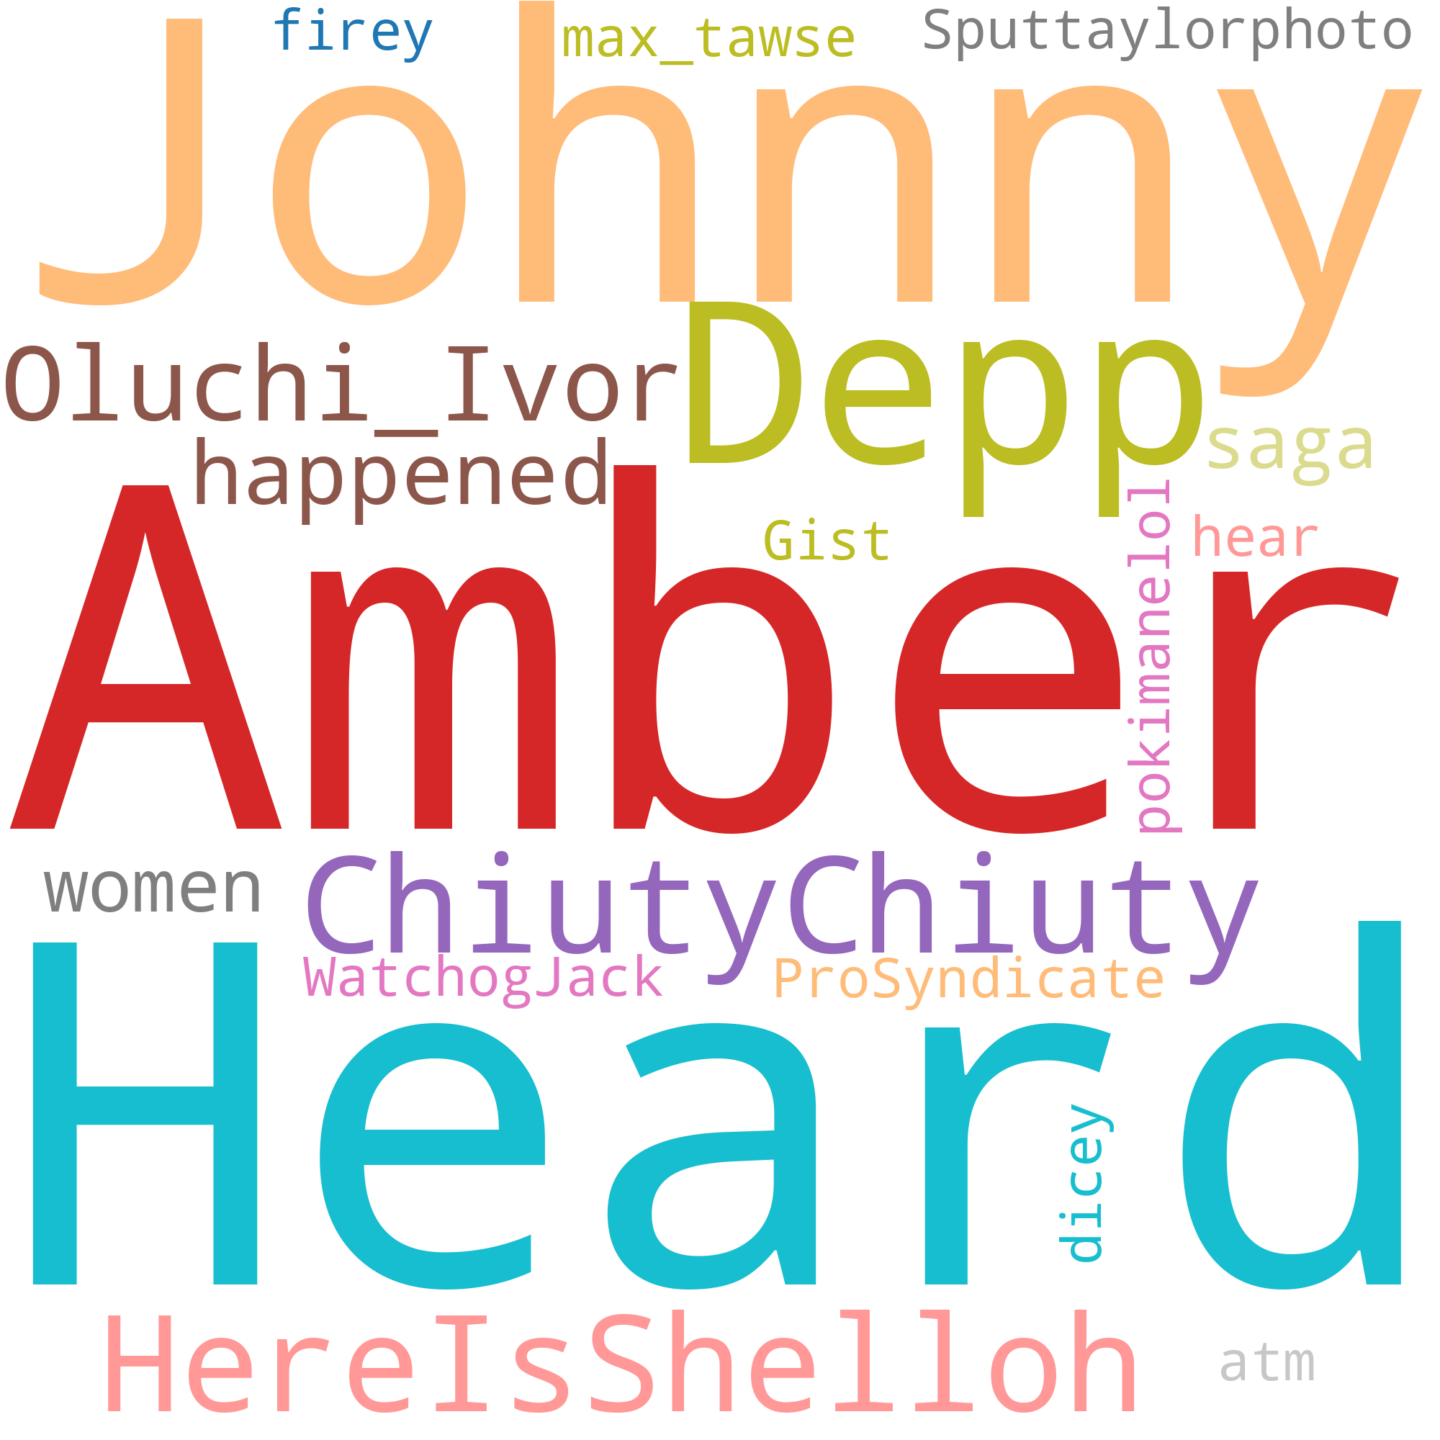 firey max_tawse Sputtaylorphoto
Johnny
Oluchi_Ivor Depp
happened saga
Gist hear
pokimanelol
Amber
women ChiutyChiuty
WatchogJack ProSyndicate
Heard
dicey
HereIsShelloh atm